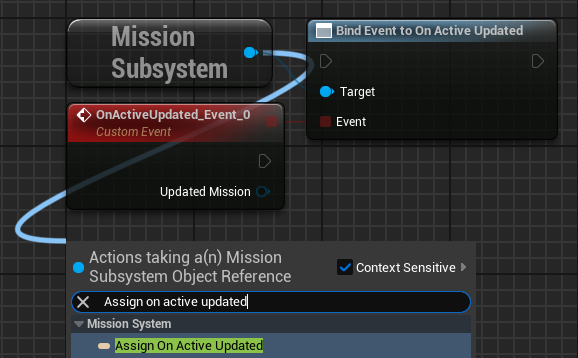 Mission
Subsystem
Bind Event to On Active Updated
Target
Event
OnActiveUpdated_Event_0
Custom Event
Updated Mission
Actions taking a(n) Mission
Subsystem Object Reference
Context Sensitive
Assign on active updated
Mission System
Assign On Active Updated